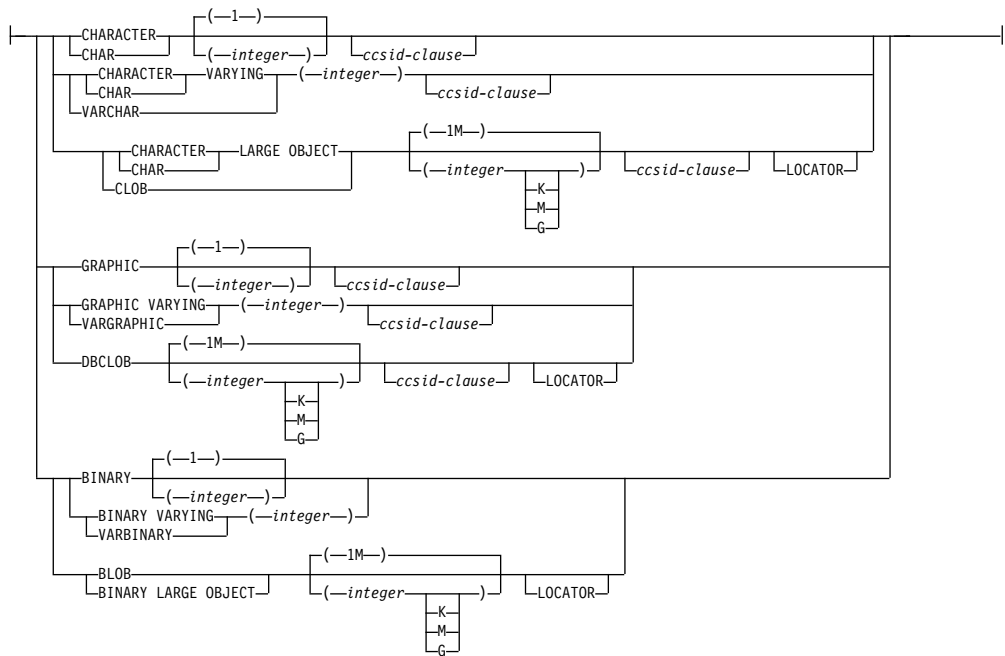 (—1—)
CHARACTER
CHAR (—integer—) ccsid-clause
CHARACTER VARYING (—integer—)
CHAR ccsid-clause
VARCHAR
(—1M—)
CHARACTER LARGE OBJECT
CHAR (—integer ) ccsid-clause LOCATOR
CLOB K
M
G
(—1—)
GRAPHIC
(—integer—) ccsid-clause
GRAPHIC VARYING (—integer—)
VARGRAPHIC ccsid-clause
(—1M—)
DBCLOB
(—integer ) ccsid-clause LOCATOR
K
M
G
(—1—)
BINARY
(—integer—)
BINARY VARYING (—integer—)
VARBINARY
(—1M—)
BLOB
BINARY LARGE OBJECT (—integer ) LOCATOR
K
M
G